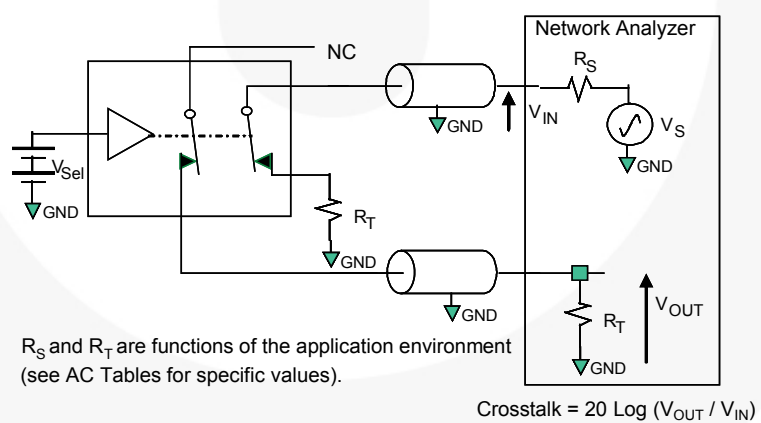 Network Analyzer
NC
R_S
V_IN
V_S
GND
GND
V_Sel
GND
R_T
GND
GND
R_T
V_OUT
GND
R_S and R_T are functions of the application environment
(see AC Tables for specific values).
Crosstalk = 20 Log (V_OUT / V_IN)